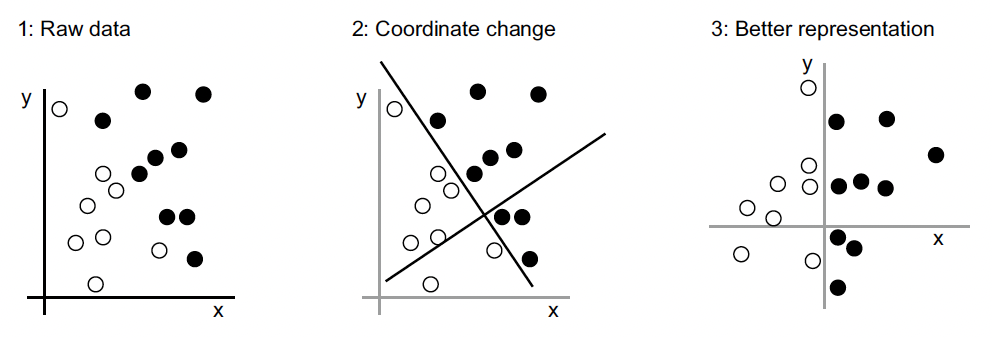 1: Raw data
2: Coordinate change
3: Better representation
y
x
y
x
y
x